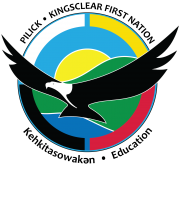 PILICK • KINGSCLEAR FIRST NATION
Kehkitasowakən • Education